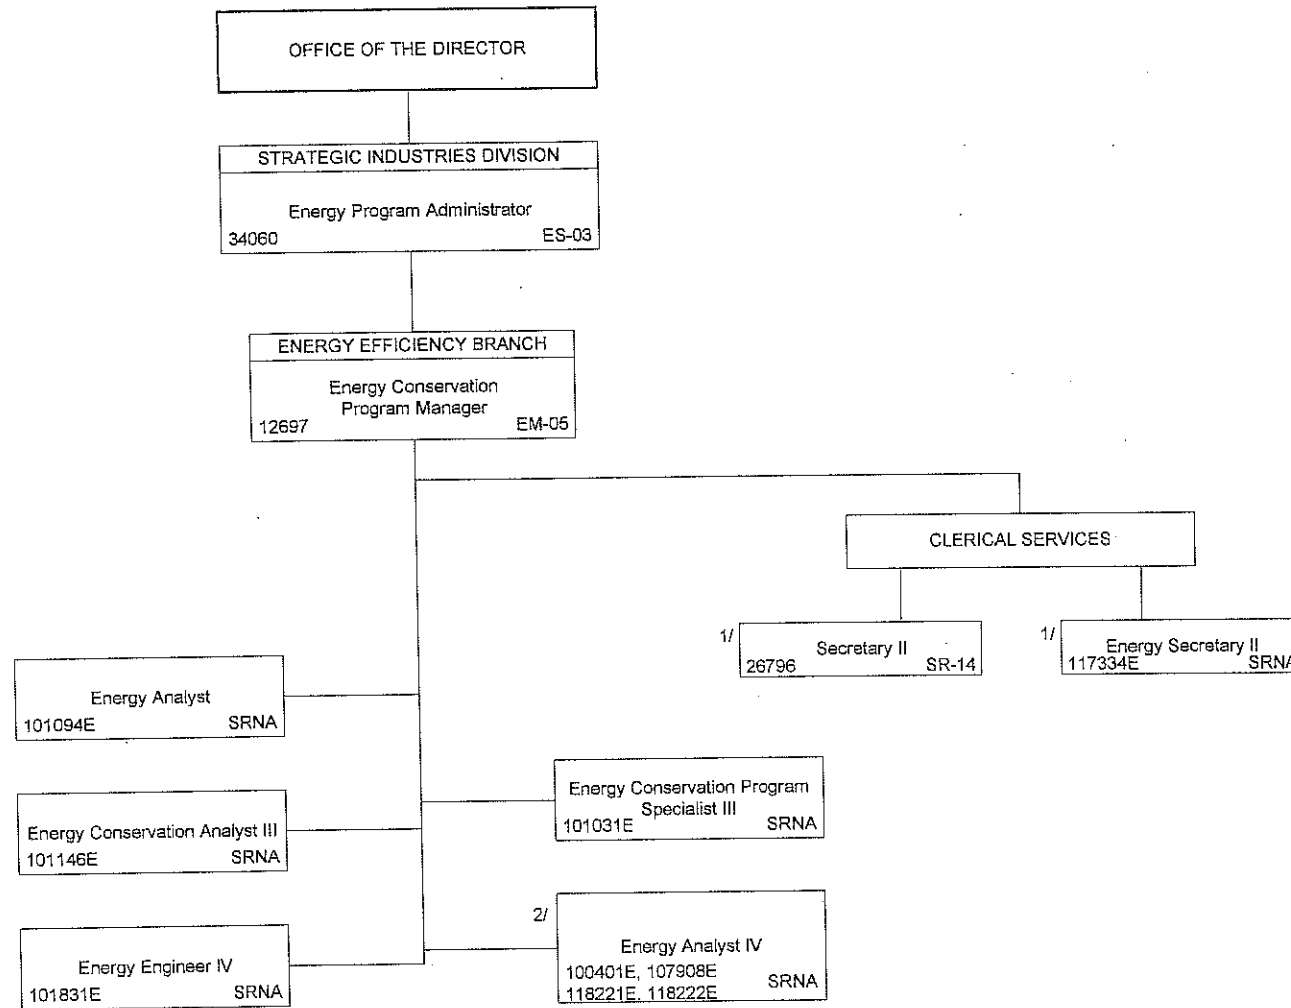 OFFICE OF THE DIRECTOR
STRATEGIC INDUSTRIES DIVISION
Energy Program Administrator
34060 ES-03
ENERGY EFFICIENCY BRANCH
Energy Conservation
Program Manager
12697 EM-05
CLERICAL SERVICES
1/
Secretary II
26796 SR-14
1/
Energy Secretary II
117334E SRNA
Energy Analyst
101094E SRNA
Energy Conservation Program
Specialist III
101031E SRNA
Energy Conservation Analyst III
101146E SRNA
2/
Energy Analyst IV
100401E, 107908E
118221E, 118222E SRNA
Energy Engineer IV
101831E SRNA